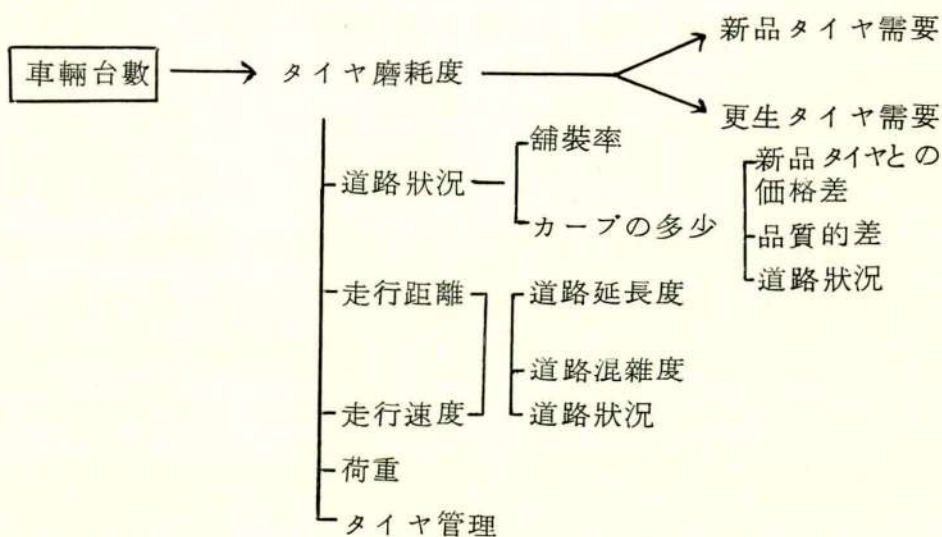 新品タイヤ需要
車輛台數
タイヤ磨耗度
更生タイヤ需要
新品タイヤとの
価格差
品質的差
道路狀況
道路狀況
舗裝率
カーブの多少
走行距離
走行速度
道路延長度
道路混雜度
道路狀況
荷重
タイヤ管理